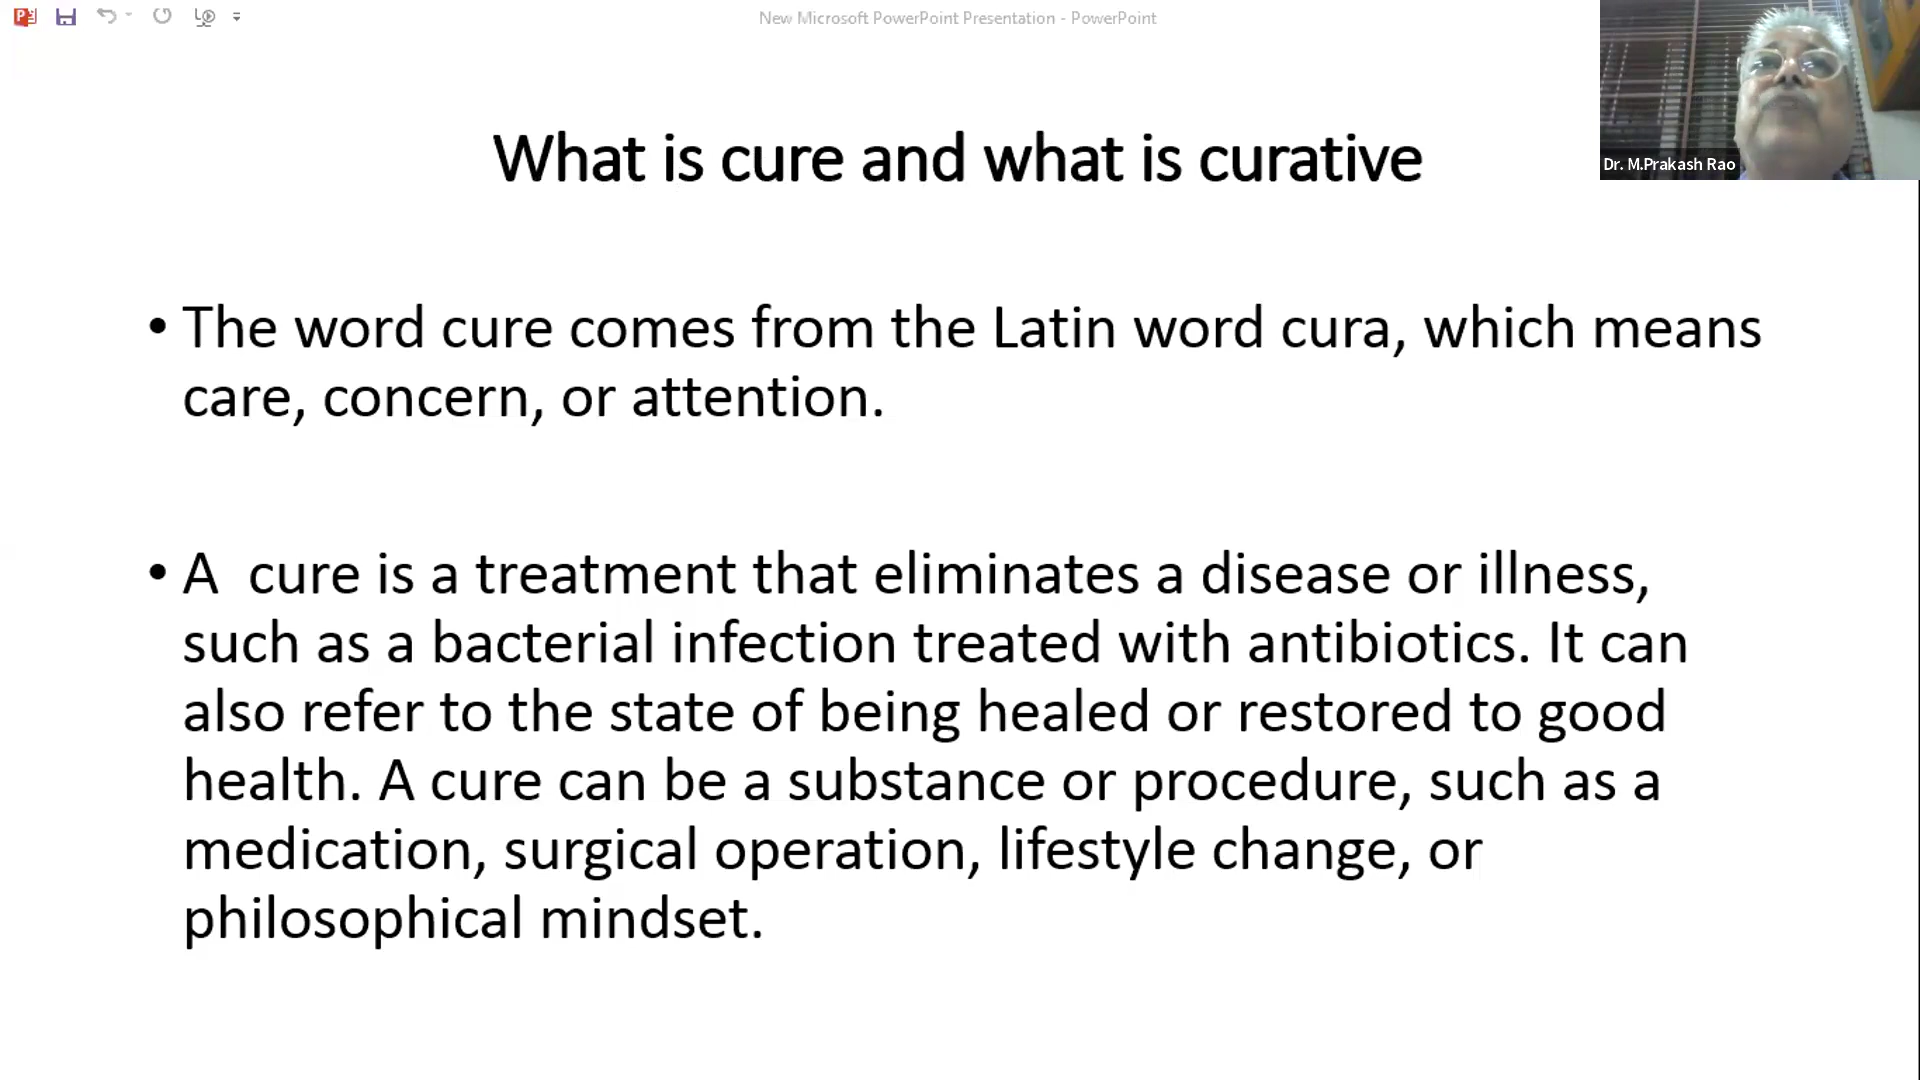 New Microsoft PowerPoint Presentation - PowerPoint
Dr. M.Prakash Rao
What is cure and what is curative
• The word cure comes from the Latin word cura, which means
care, concern, or attention.
• A  cure is a treatment that eliminates a disease or illness,
such as a bacterial infection treated with antibiotics. It can
also refer to the state of being healed or restored to good
health. A cure can be a substance or procedure, such as a
medication, surgical operation, lifestyle change, or
philosophical mindset.